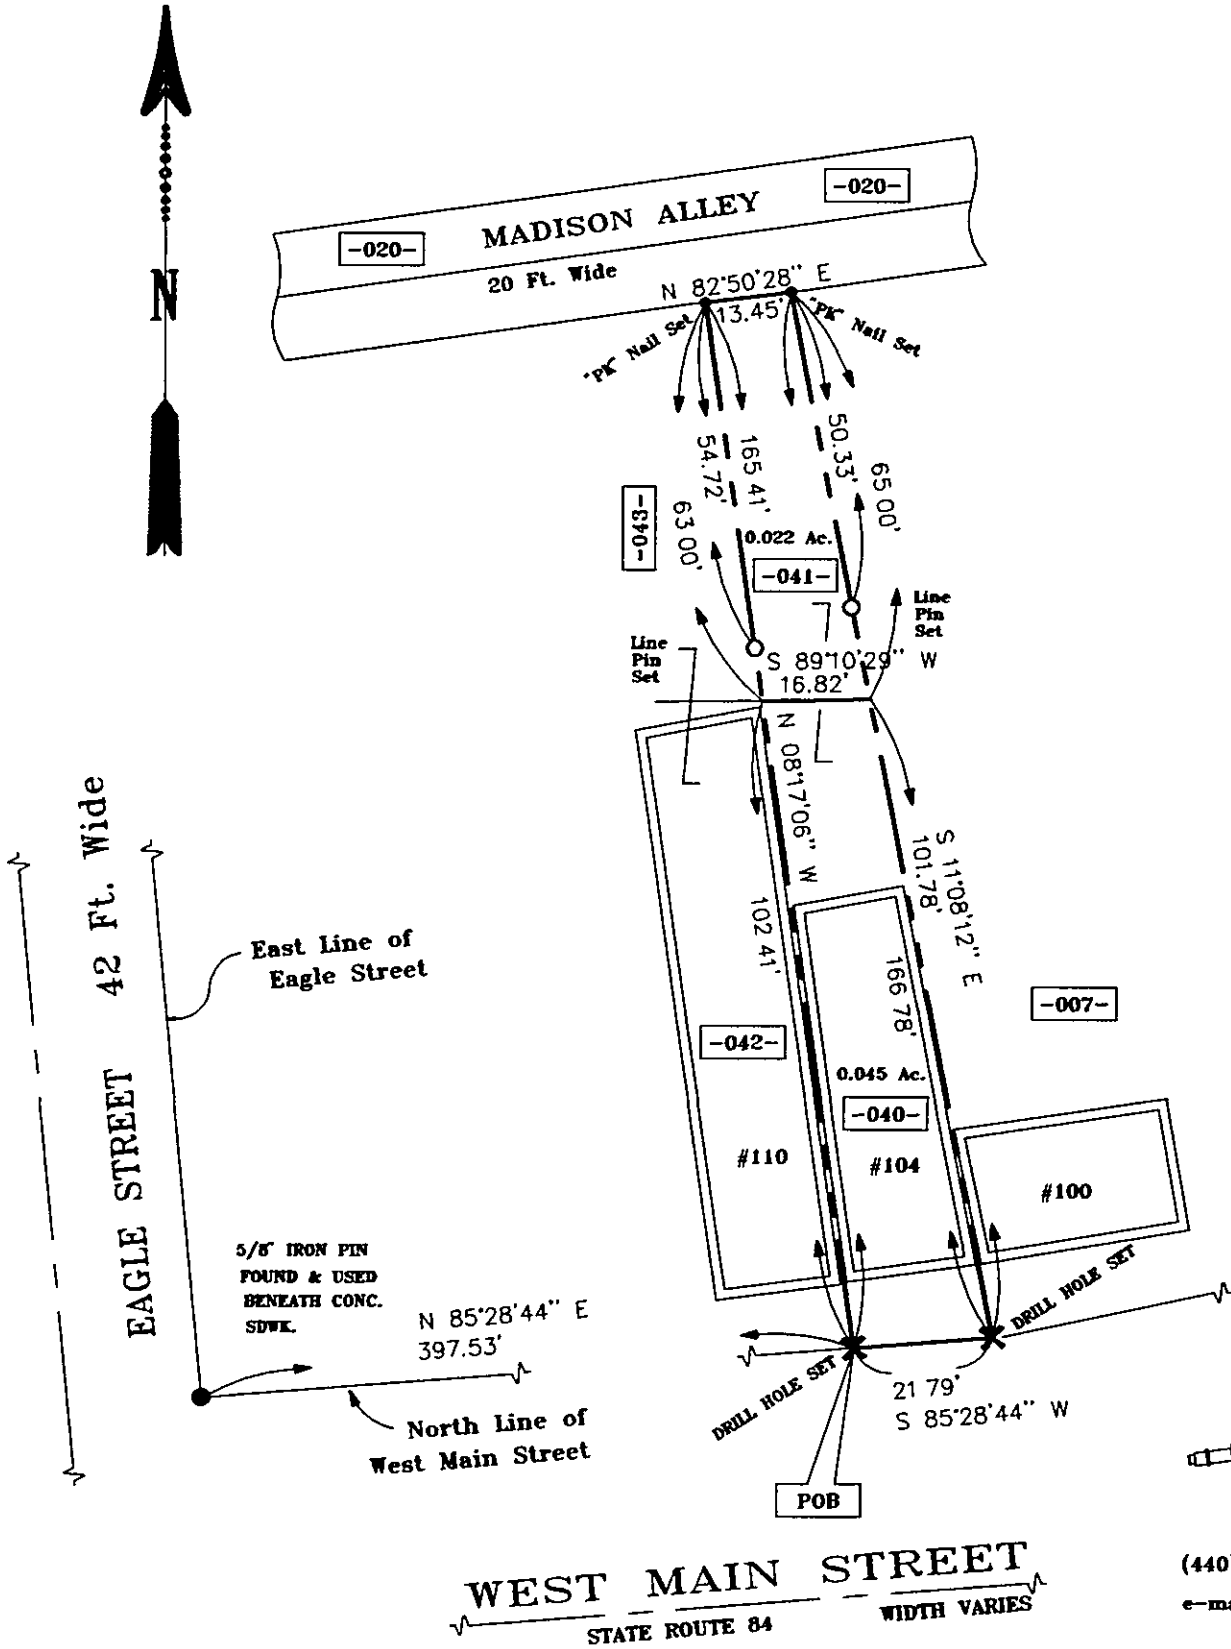 N
-020-
MADISON ALLEY
-020-
20 Ft. Wide
N 82°50'28" E
13.45'
"PK" Nail Set
"PK" Nail Set
54.72'
165.41'
50.33'
65.00'
63.00'
-043-
0.022 Ac.
-041-
Line
Pin
Set
Line
Pin
Set
S 89°10'29" W
16.82'
N 08°17'06" W
102.41'
S 11°08'12" E
101.78'
166.78'
EAGLE STREET 42 Ft. Wide
East Line of
Eagle Street
-007-
-042-
0.045 Ac.
-040-
#110
#104
#100
5/8" IRON PIN
FOUND & USED
BENEATH CONC.
SDWK.
N 85°28'44" E
397.53'
North Line of
West Main Street
DRILL HOLE SET
DRILL HOLE SET
21.79'
S 85°28'44" W
POB
WEST MAIN STREET
STATE ROUTE 84 WIDTH VARIES
(440
e-ma